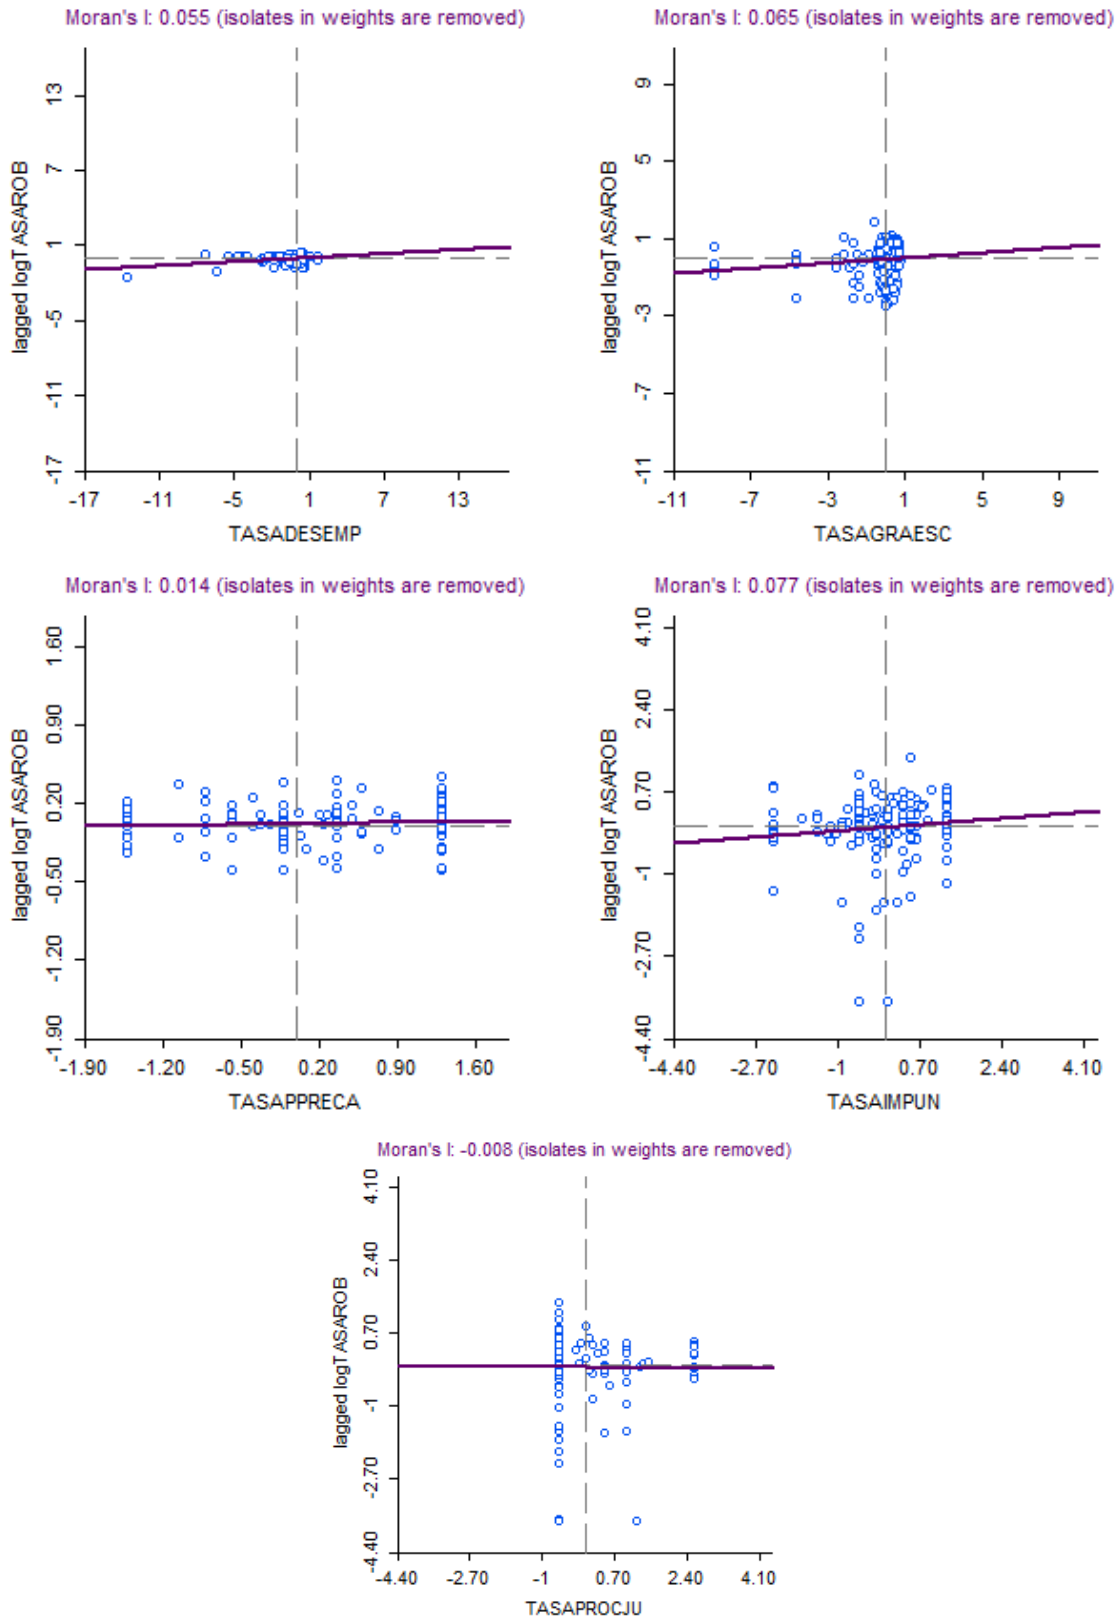 Moran's I: 0.055 (isolates in weights are removed)
lagged logTASAROB
13
7
1
-5
-11
-17
-17 -11 -5 1 7 13
TASADESEMP
Moran's I: 0.065 (isolates in weights are removed)
lagged logTASAROB
9
5
1
-3
-7
-11
-11 -7 -3 1 5 9
TASAGRAESC
Moran's I: 0.014 (isolates in weights are removed)
lagged logTASAROB
1.60
0.90
0.20
-0.50
-1.20
-1.90
-1.90 -1.20 -0.50 0.20 0.90 1.60
TASAPPRECA
Moran's I: 0.077 (isolates in weights are removed)
lagged logTASAROB
4.10
2.40
0.70
-1
-2.70
-4.40
-4.40 -2.70 -1 0.70 2.40 4.10
TASAIMPUN
Moran's I: -0.008 (isolates in weights are removed)
lagged logTASAROB
4.10
2.40
0.70
-1
-2.70
-4.40
-4.40 -2.70 -1 0.70 2.40 4.10
TASAPROCJU